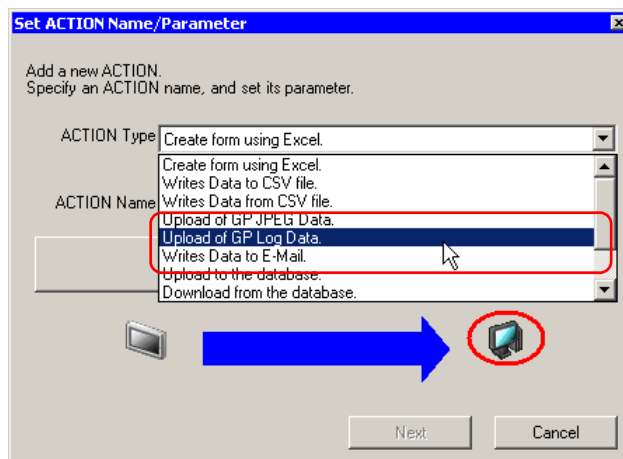 Set ACTION Name/Parameter
Add a new ACTION.
Specify an ACTION name, and set its parameter.
ACTION Type
Create form using Excel.
Create form using Excel.
Writes Data to CSV file.
ACTION Name
Writes Data from CSV file.
Upload of GP JPEG Data.
Upload of GP Log Data.
Writes Data to E-Mail.
Upload to the database.
Download from the database.
Next
Cancel